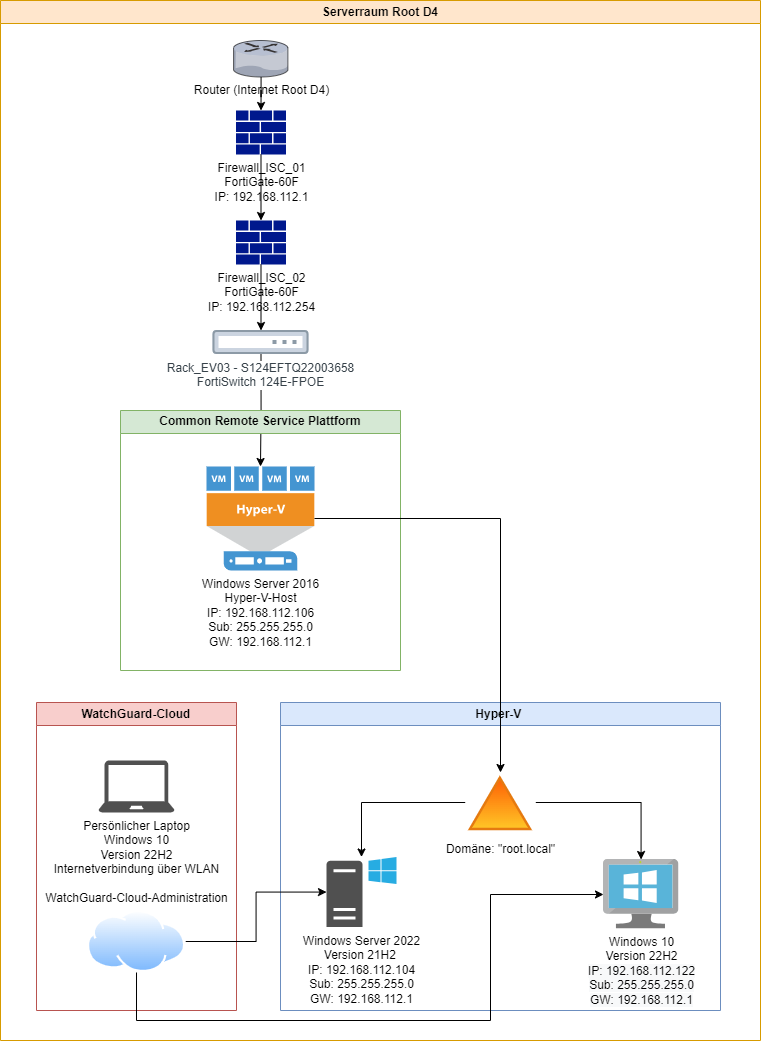 Serverraum Root D4
Router (Internet Root D4)
Firewall_ISC_01
FortiGate-60F
IP: 192.168.112.1
Firewall_ISC_02
FortiGate-60F
IP: 192.168.112.254
Rack_EV03 - S124EFTQ22003658
FortiSwitch 124E-FPOE
Common Remote Service Plattform
VM VM VM VM
Hyper-V
Windows Server 2016
Hyper-V-Host
IP: 192.168.112.106
Sub: 255.255.255.0
GW: 192.168.112.1
WatchGuard-Cloud
Persönlicher Laptop
Windows 10
Version 22H2
Internetverbindung über WLAN
WatchGuard-Cloud-Administration
Hyper-V
Domäne: "root.local"
Windows Server 2022
Version 21H2
IP: 192.168.112.104
Sub: 255.255.255.0
GW: 192.168.112.1
Windows 10
Version 22H2
IP: 192.168.112.122
Sub: 255.255.255.0
GW: 192.168.112.1